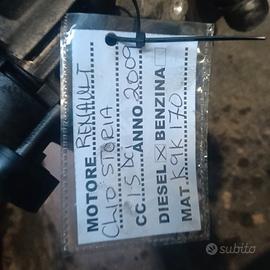 MOTORE RENAULT
CLIO STORIA
CC. 1.5 DC ANNO 2009
DIESEL X BENZINA
MAT. K9K 170
subito